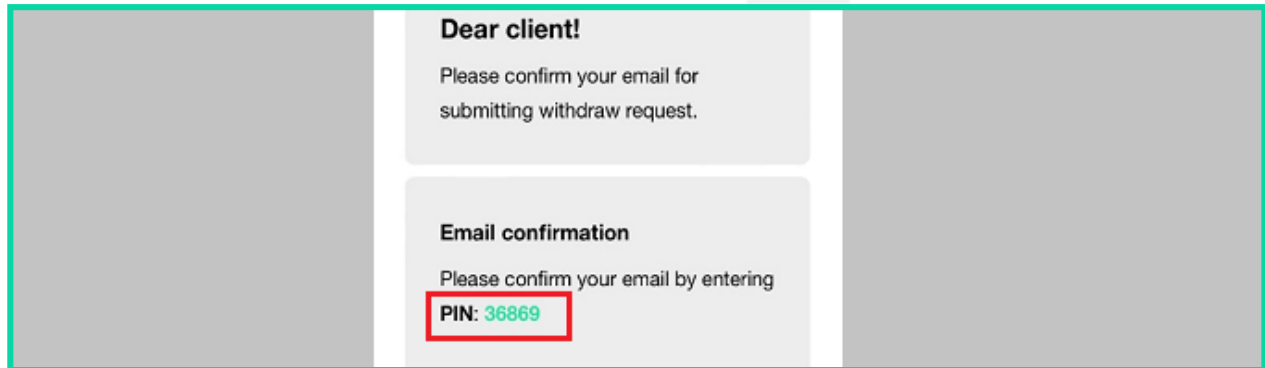 Dear client!
Please confirm your email for
submitting withdraw request.
Email confirmation
Please confirm your email by entering
PIN: 36869